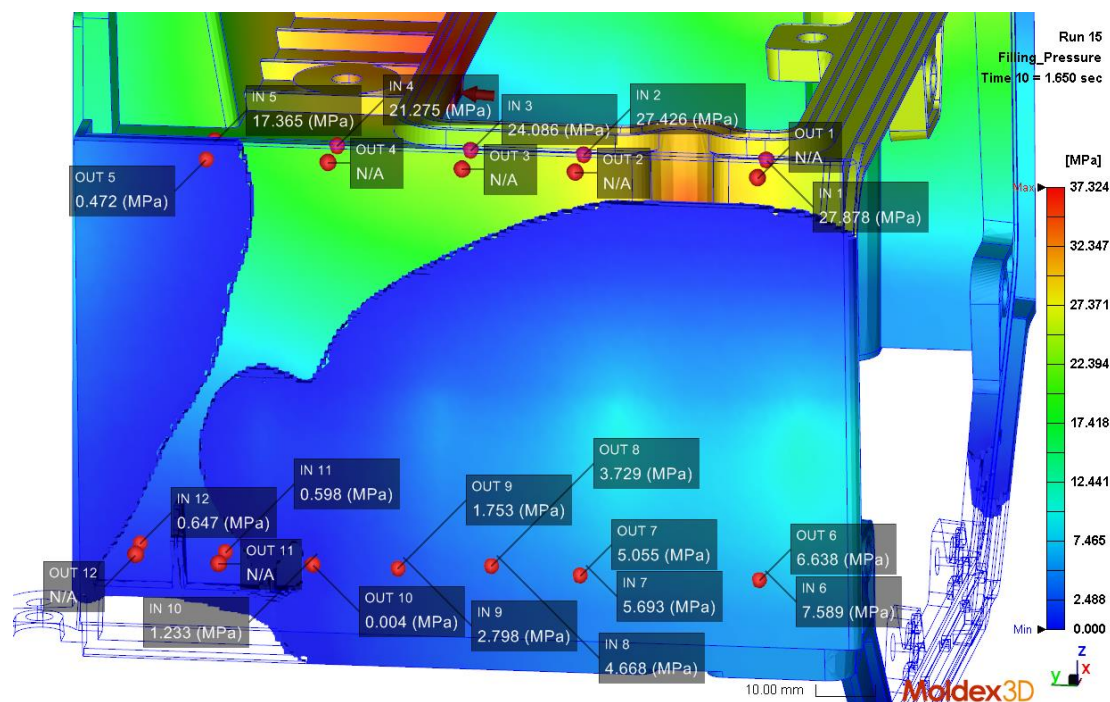 Run 15
Filling_Pressure
Time 10 = 1.650 sec
[MPa]
Max
37.324
32.347
27.371
22.394
17.418
12.441
7.465
2.488
Min
0.000
IN 5
17.365 (MPa)
IN 4
21.275 (MPa)
IN 3
24.086 (MPa)
IN 2
27.426 (MPa)
OUT 1
N/A
IN 1
27.878 (MPa)
OUT 5
0.472 (MPa)
OUT 4
N/A
OUT 3
N/A
OUT 2
N/A
IN 12
0.647 (MPa)
IN 11
0.598 (MPa)
OUT 9
1.753 (MPa)
OUT 8
3.729 (MPa)
OUT 7
5.055 (MPa)
OUT 6
6.638 (MPa)
OUT 12
N/A
OUT 11
N/A
IN 10
1.233 (MPa)
OUT 10
0.004 (MPa)
IN 9
2.798 (MPa)
IN 8
4.668 (MPa)
IN 7
5.693 (MPa)
IN 6
7.589 (MPa)
10.00 mm
z
y
x
Moldex3D